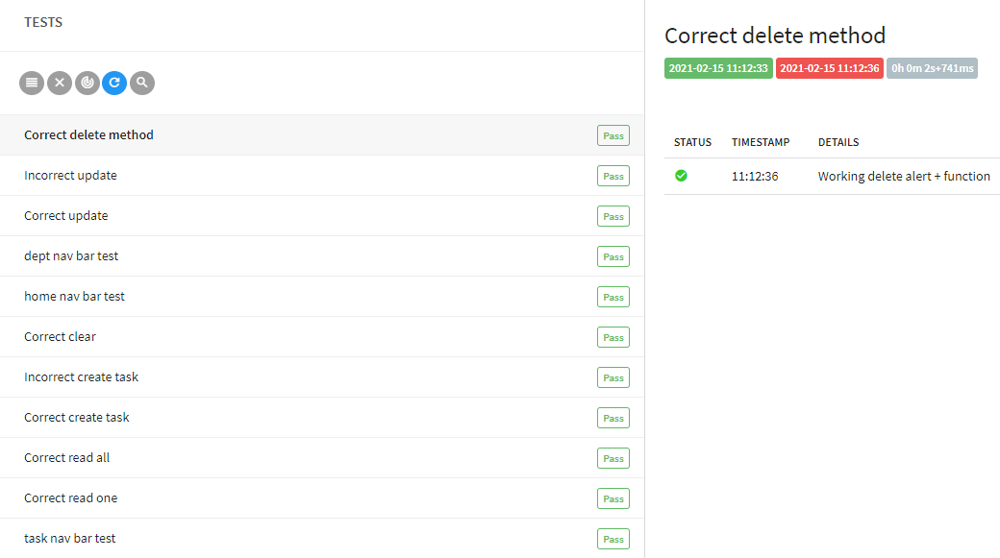 TESTS
Correct delete method Pass
Incorrect update Pass
Correct update Pass
dept nav bar test Pass
home nav bar test Pass
Correct clear Pass
Incorrect create task Pass
Correct create task Pass
Correct read all Pass
Correct read one Pass
task nav bar test Pass
Correct delete method
2021-02-15 11:12:33 2021-02-15 11:12:36 0h 0m 2s+741ms
STATUS TIMESTAMP DETAILS
11:12:36 Working delete alert + function